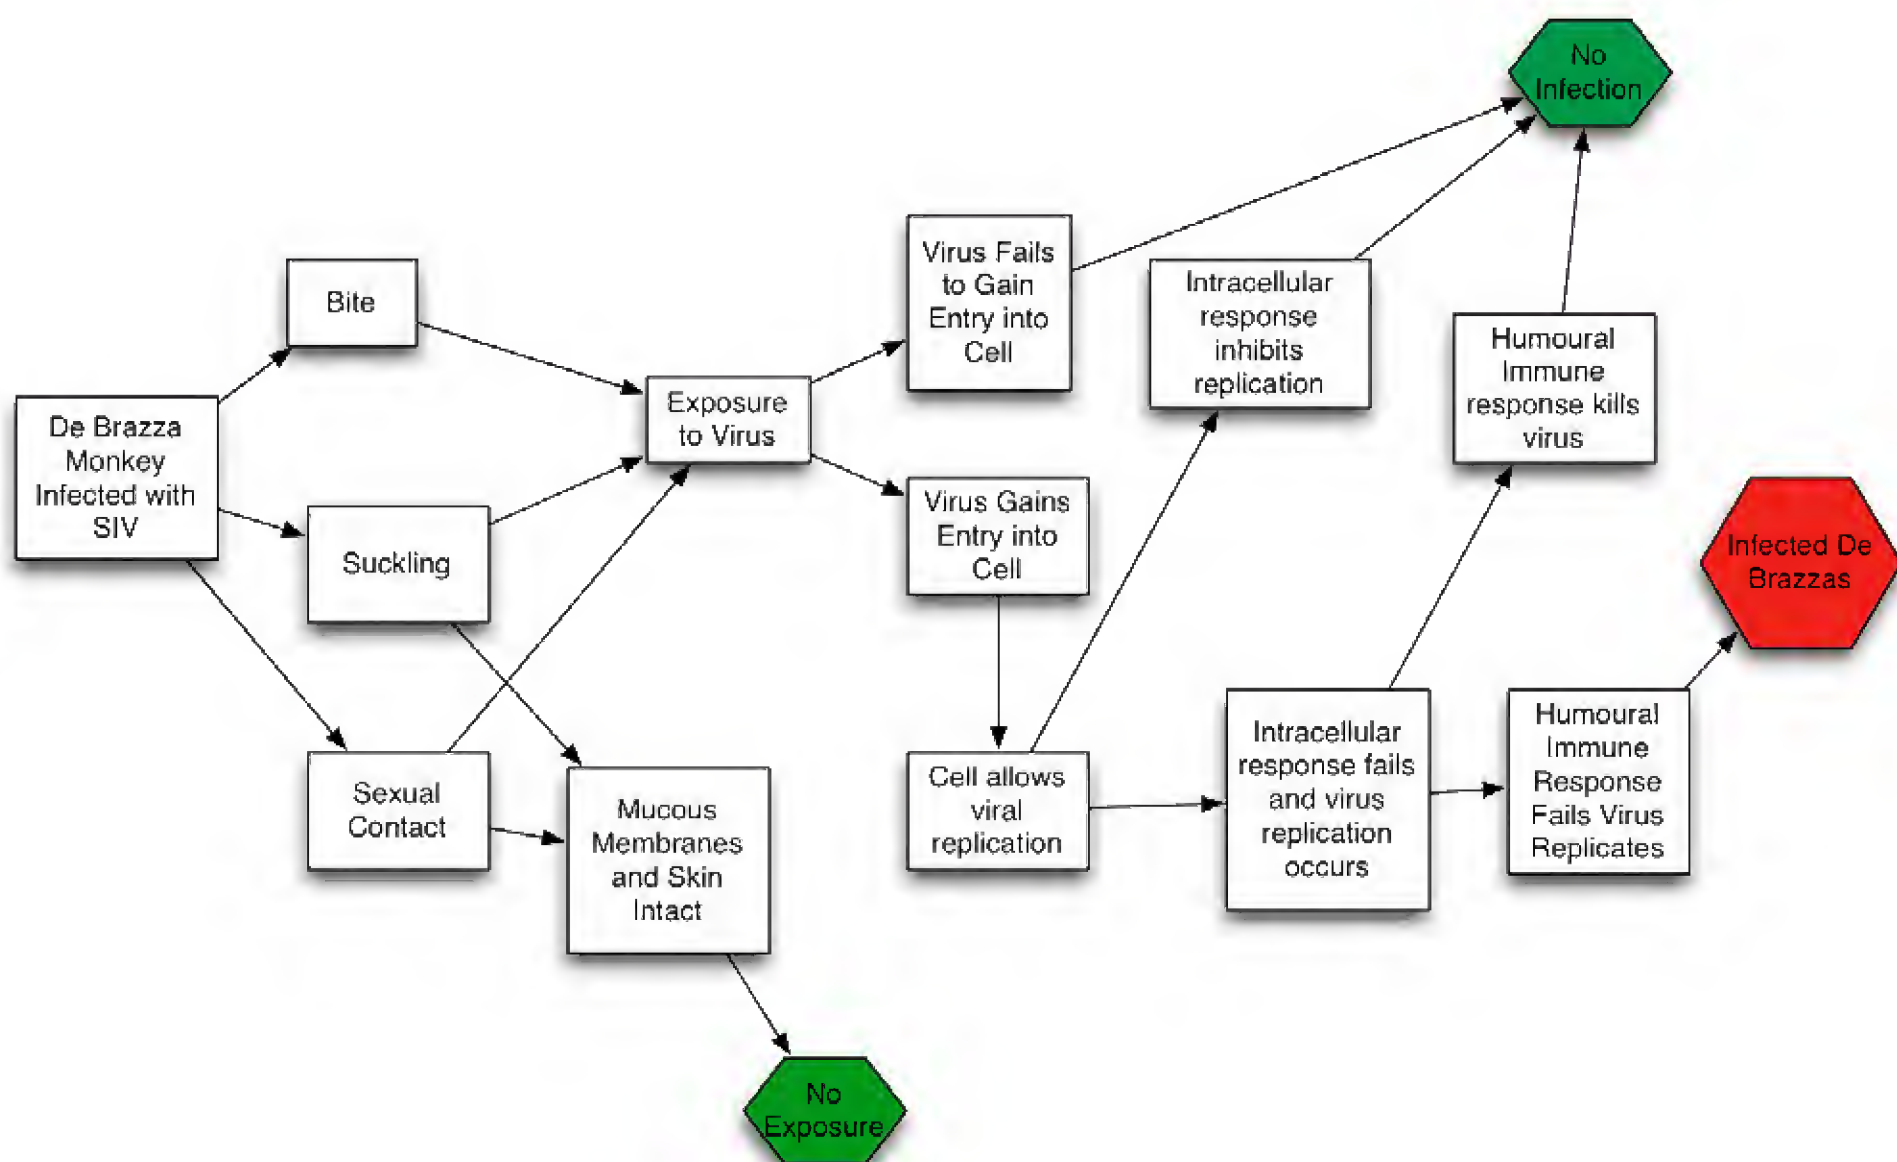 No
Infection
Virus Fails
to Gain
Entry into
Cell
Bite
Intracellular
response
inhibits
replication
Humoural
Immune
response kills
virus
Exposure
to Virus
De Brazza
Monkey
Infected with
SIV
Virus Gains
Entry into
Cell
Suckling
Infected De
Brazzas
Sexual
Contact
Mucous
Membranes
and Skin
Intact
Cell allows
viral
replication
Intracellular
response fails
and virus
replication
occurs
Humoural
Immune
Response
Fails Virus
Replicates
No
Exposure